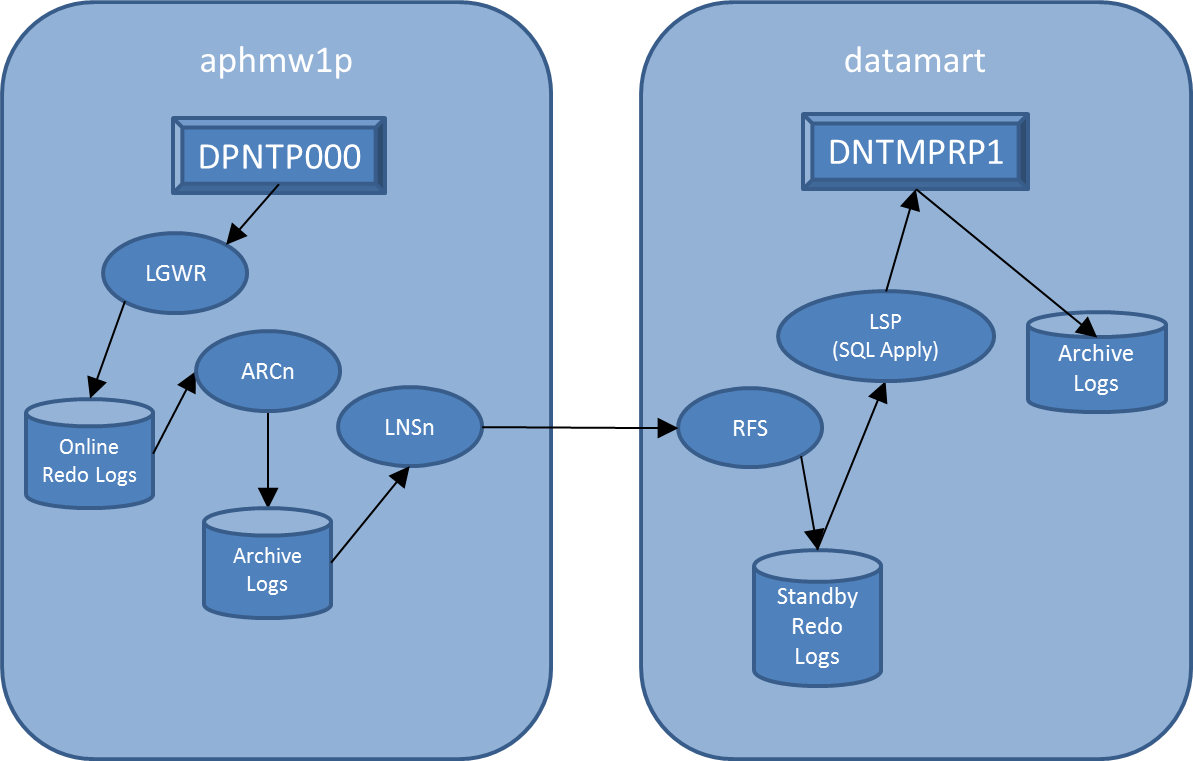 aphmw1p
DPNTP000
LGWR
ARCn
LNSn
Online
Redo Logs
Archive
Logs
datamart
DNTMPRP1
LSP
(SQL Apply)
Archive
Logs
RFS
Standby
Redo
Logs